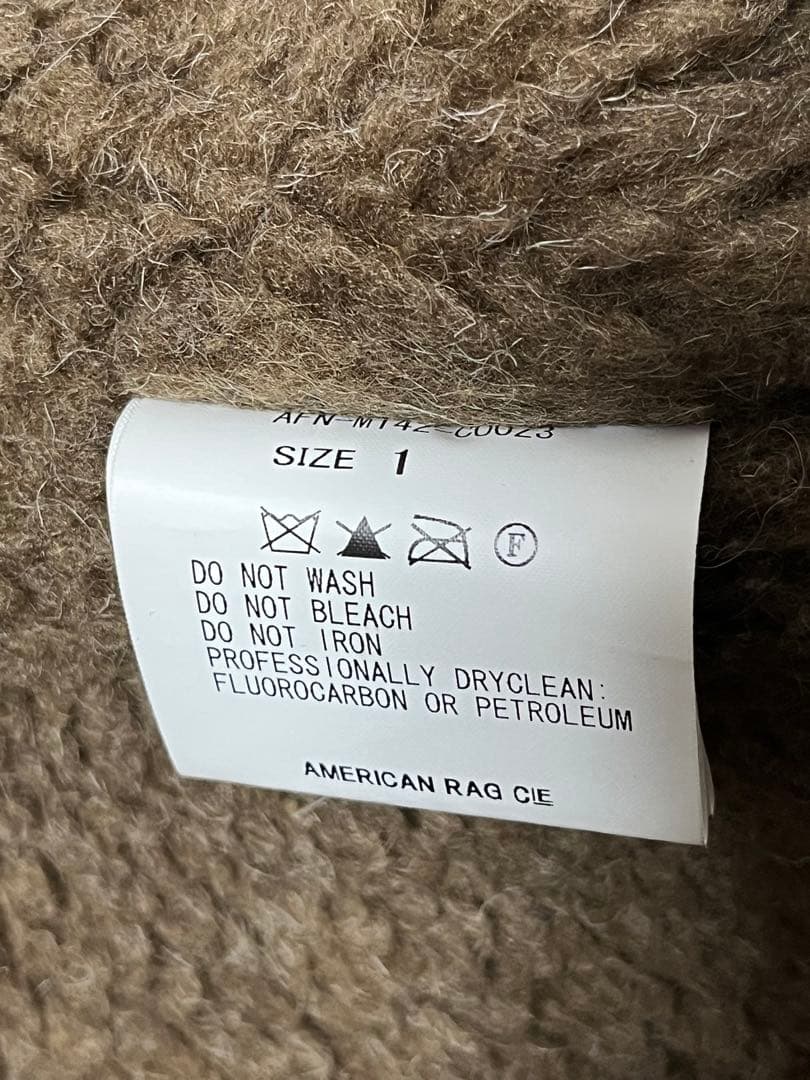 SIZE 1
F
DO NOT WASH
DO NOT BLEACH
DO NOT IRON
PROFESSIONALLY DRYCLEAN:
FLUOROCARBON OR PETROLEUM
AMERICAN RAG CIE